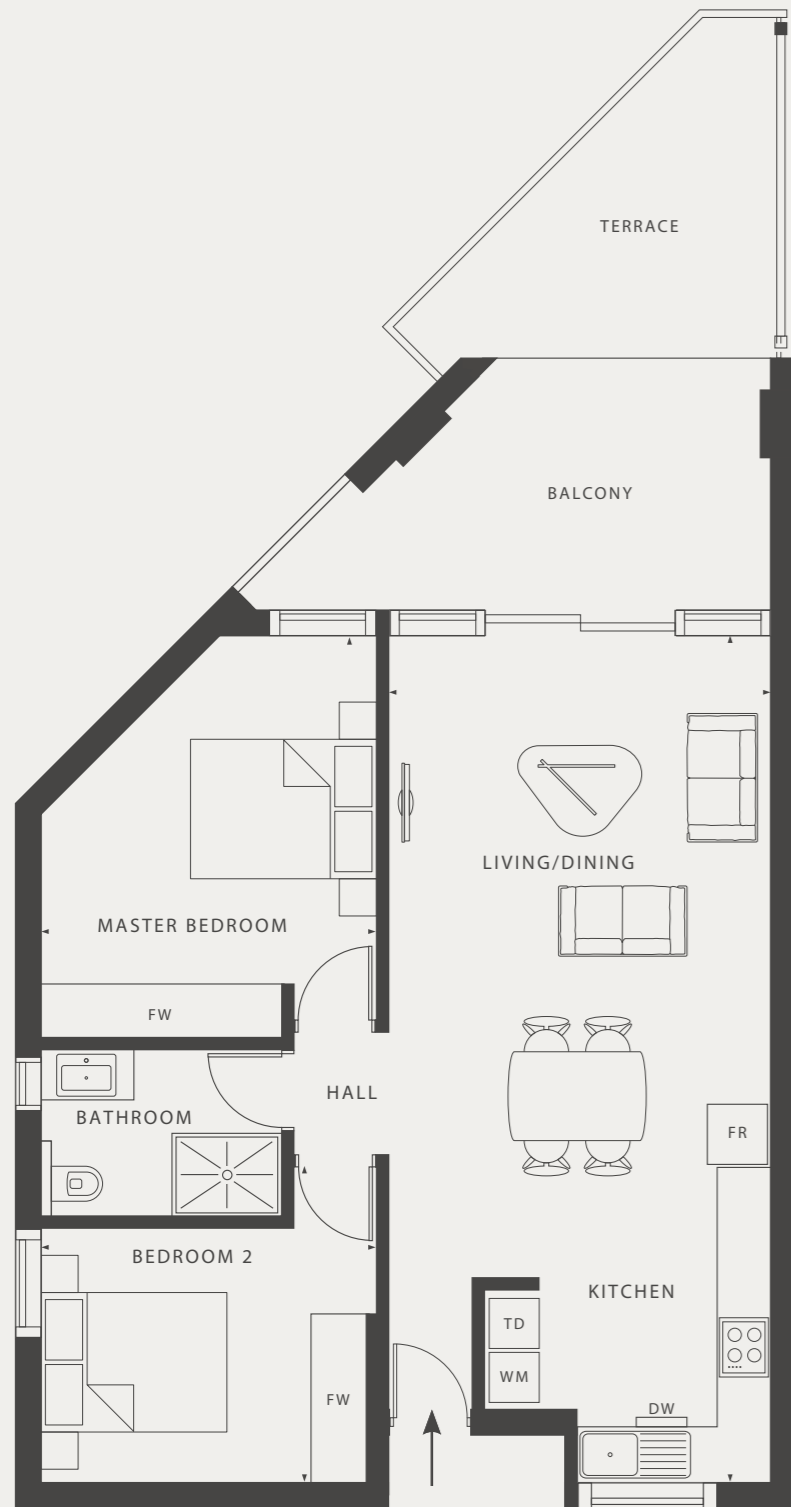 TERRACE
BALCONY
LIVING/DINING
MASTER BEDROOM
FW
HALL
BATHROOM
FR
BEDROOM 2
KITCHEN
TD
WM
FW
DW